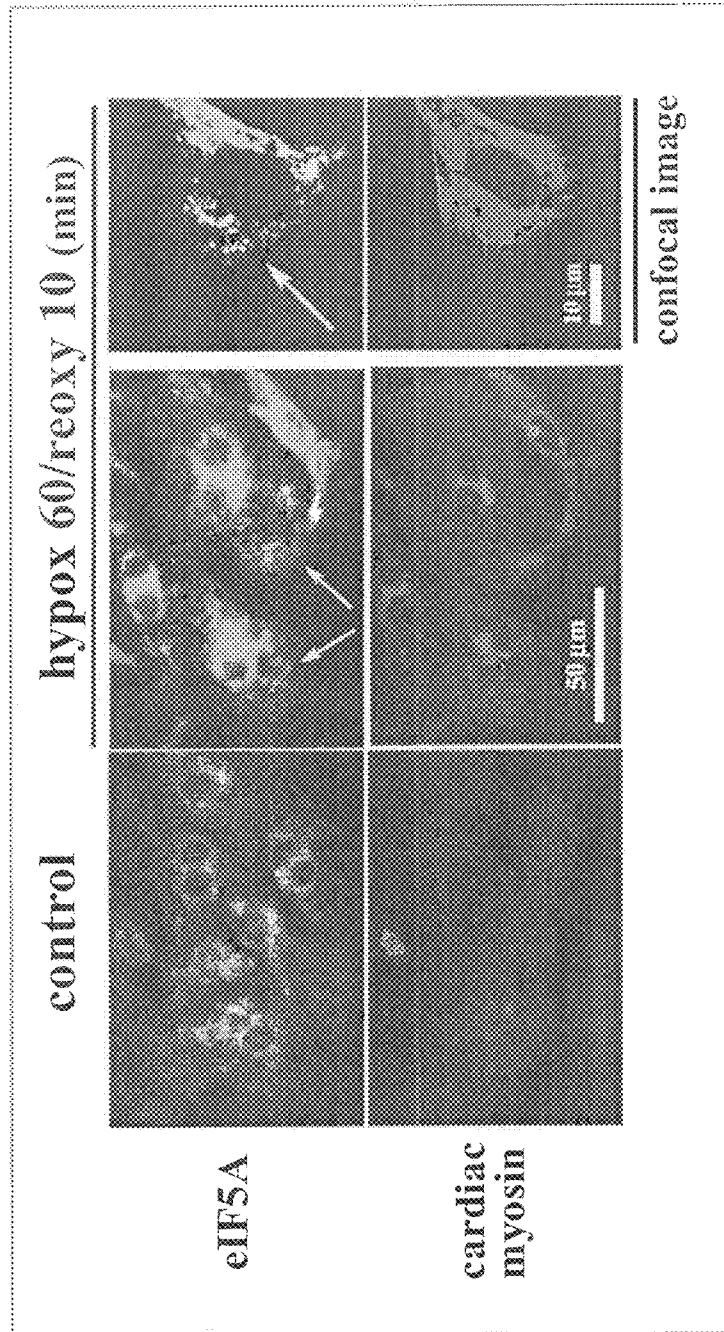 control
hypox 60/reoxy 10 (min)
eIF5A
cardiac
myosin
50 µm
10 µm
confocal image